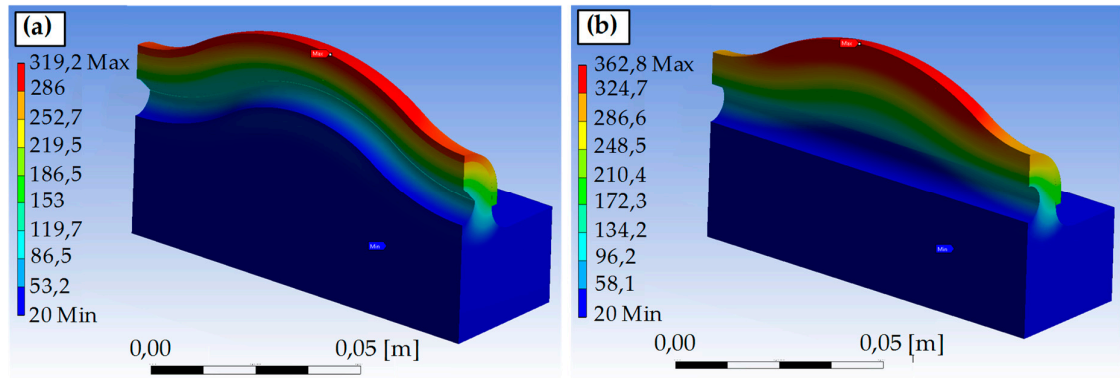 (a)
319,2 Max
286
252,7
219,5
186,5
153
119,7
86,5
53,2
20 Min
Max
Min
0,00 0,05 [m]
(b)
362,8 Max
324,7
286,6
248,5
210,4
172,3
134,2
96,2
58,1
20 Min
Max
Min
0,00 0,05 [m]